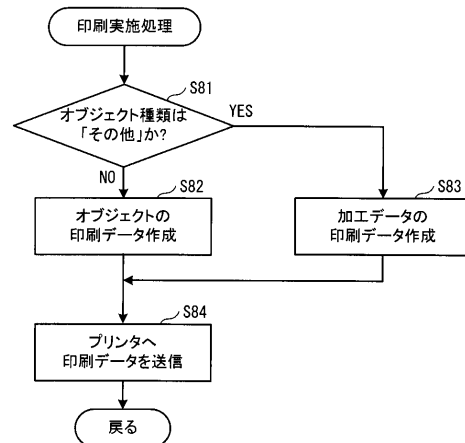 印刷実施処理
S81
オブジェクト種類は
「その他」か?
YES
NO
S82
オブジェクトの
印刷データ作成
S83
加工データの
印刷データ作成
S84
プリンタへ
印刷データを送信
戻る